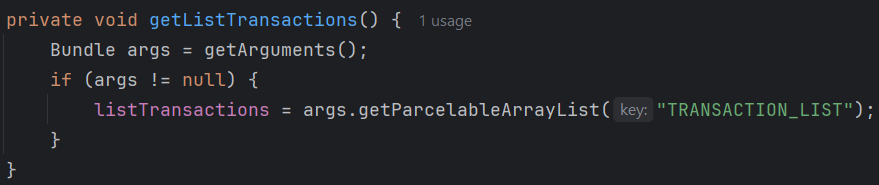 private void getListTransactions() { 1 usage
Bundle args = getArguments();
if (args != null) {
listTransactions = args.getParcelableArrayList( key: "TRANSACTION_LIST");
}
}